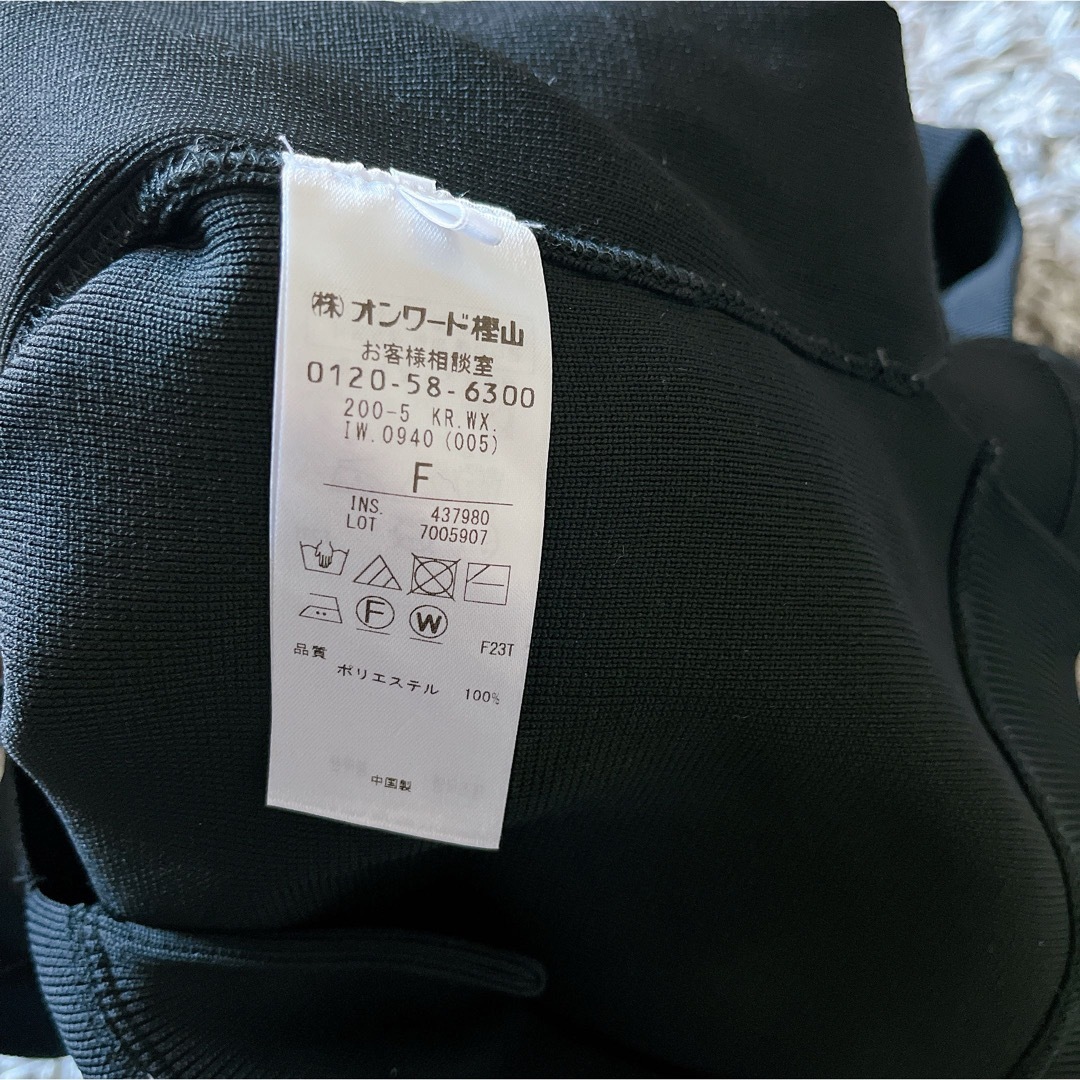 (株)オンワード樫山
お客様相談室
0120-58-6300
200-5 KR.WX.
IW.0940 (005)
F
INS. 437980
LOT 7005907
F W
F23T
品質
ポリエステル 100%
中国製